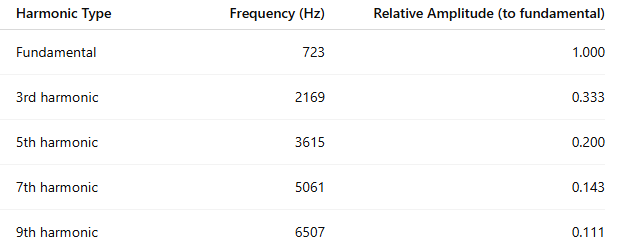 Harmonic Type Frequency (Hz) Relative Amplitude (to fundamental)
Fundamental 723 1.000
3rd harmonic 2169 0.333
5th harmonic 3615 0.200
7th harmonic 5061 0.143
9th harmonic 6507 0.111